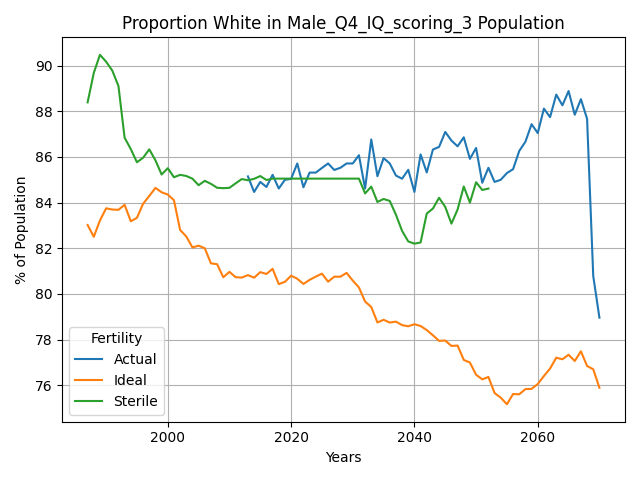 Proportion White in Male_Q4_IQ_scoring_3 Population
% of Population
90
88
86
84
82
80
78
76
Fertility
Actual
Ideal
Sterile
2000
2020
2040
2060
Years